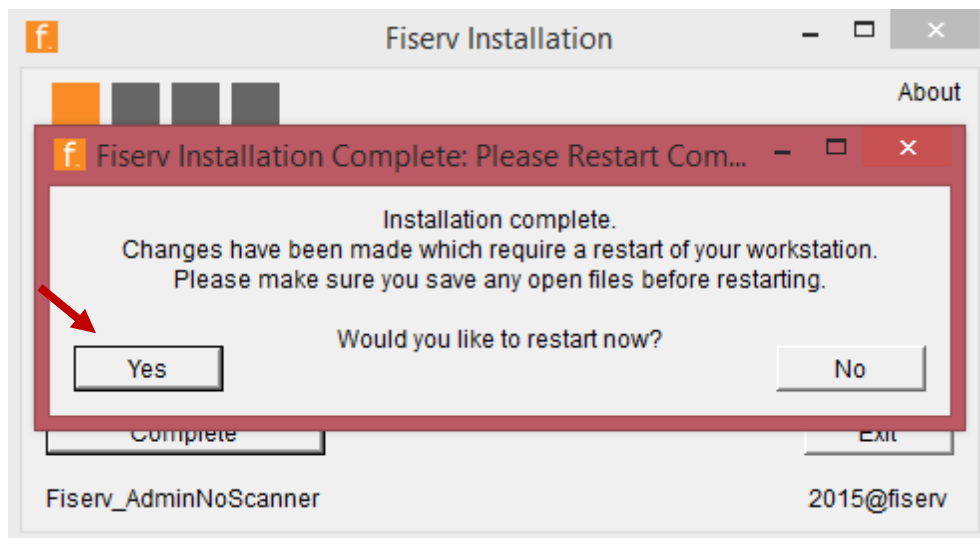 f.
Fiserv Installation
About
f. Fiserv Installation Complete: Please Restart Com...
Installation complete.
Changes have been made which require a restart of your workstation.
Please make sure you save any open files before restarting.
Would you like to restart now?
Yes
No
Complete
Exit
Fiserv_AdminNoScanner
2015@fiserv